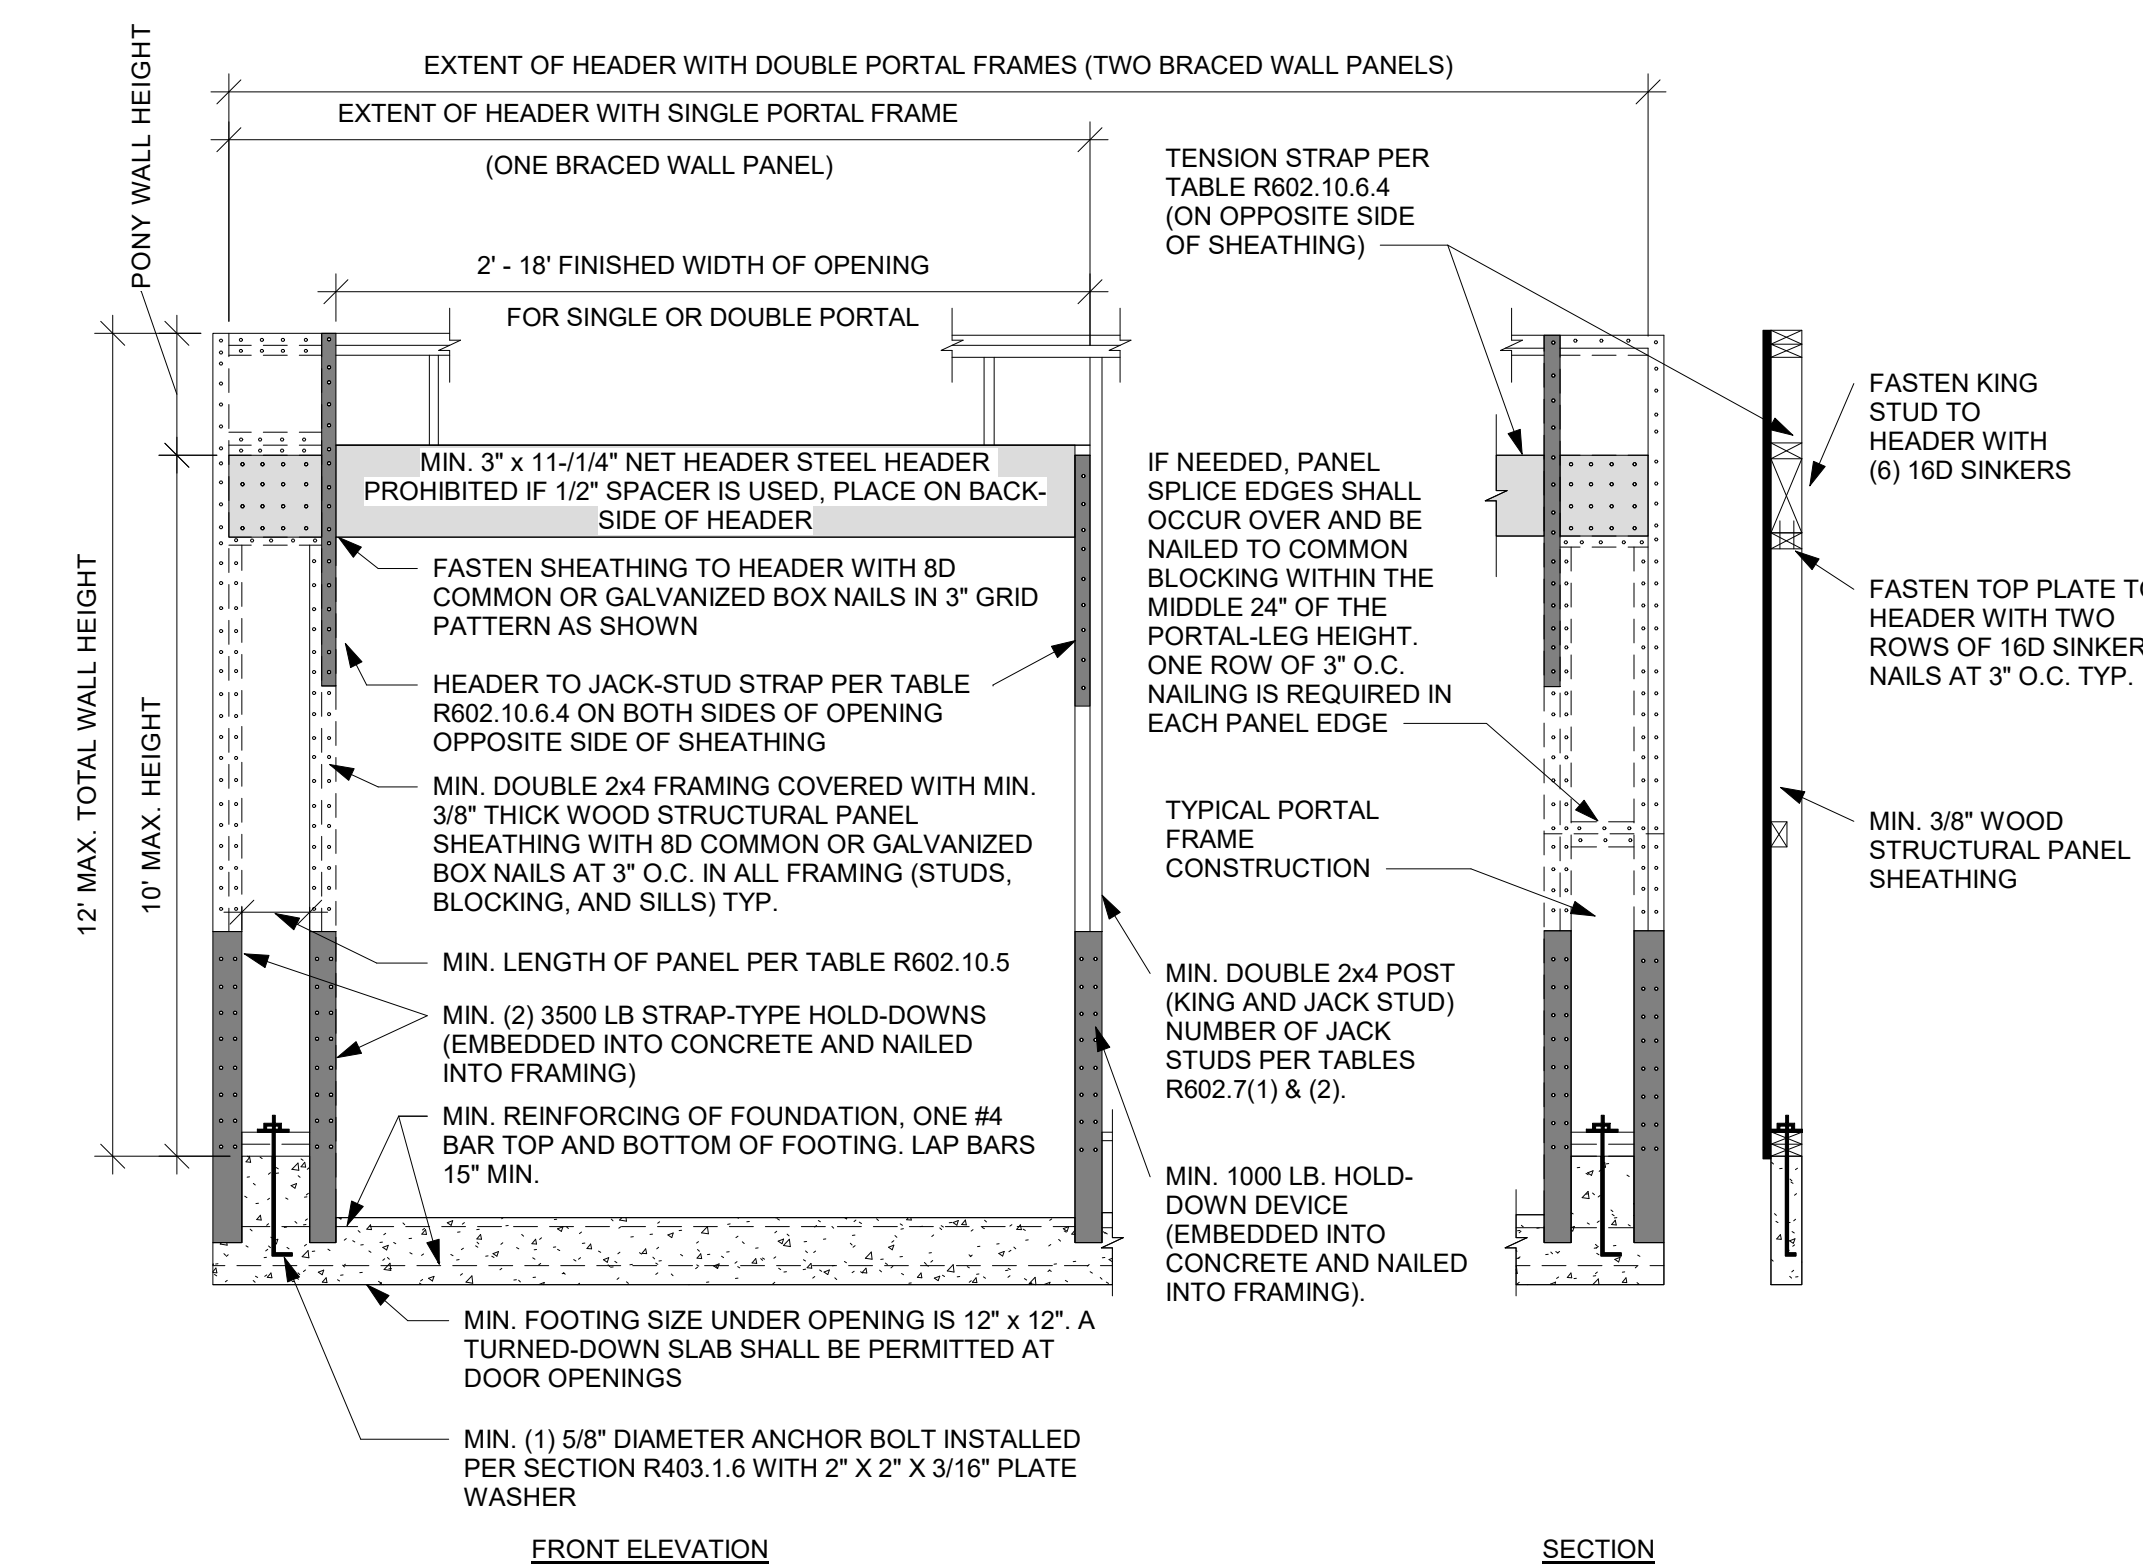 PONY WALL HEIGHT
12' MAX. TOTAL WALL HEIGHT
10' MAX. HEIGHT
EXTENT OF HEADER WITH DOUBLE PORTAL FRAMES (TWO BRACED WALL PANELS)
EXTENT OF HEADER WITH SINGLE PORTAL FRAME
(ONE BRACED WALL PANEL)
2' - 18' FINISHED WIDTH OF OPENING
FOR SINGLE OR DOUBLE PORTAL
MIN. 3" x 11-/1/4" NET HEADER STEEL HEADER
PROHIBITED IF 1/2" SPACER IS USED, PLACE ON BACK-
SIDE OF HEADER
FASTEN SHEATHING TO HEADER WITH 8D
COMMON OR GALVANIZED BOX NAILS IN 3" GRID
PATTERN AS SHOWN
HEADER TO JACK-STUD STRAP PER TABLE
R602.10.6.4 ON BOTH SIDES OF OPENING
OPPOSITE SIDE OF SHEATHING
MIN. DOUBLE 2x4 FRAMING COVERED WITH MIN.
3/8" THICK WOOD STRUCTURAL PANEL
SHEATHING WITH 8D COMMON OR GALVANIZED
BOX NAILS AT 3" O.C. IN ALL FRAMING (STUDS,
BLOCKING, AND SILLS) TYP.
MIN. LENGTH OF PANEL PER TABLE R602.10.5
MIN. (2) 3500 LB STRAP-TYPE HOLD-DOWNS
(EMBEDDED INTO CONCRETE AND NAILED
INTO FRAMING)
MIN. REINFORCING OF FOUNDATION, ONE #4
BAR TOP AND BOTTOM OF FOOTING. LAP BARS
15" MIN.
MIN. FOOTING SIZE UNDER OPENING IS 12" x 12". A
TURNED-DOWN SLAB SHALL BE PERMITTED AT
DOOR OPENINGS
MIN. (1) 5/8" DIAMETER ANCHOR BOLT INSTALLED
PER SECTION R403.1.6 WITH 2" X 2" X 3/16" PLATE
WASHER
FRONT ELEVATION
TENSION STRAP PER
TABLE R602.10.6.4
(ON OPPOSITE SIDE
OF SHEATHING)
IF NEEDED, PANEL
SPLICE EDGES SHALL
OCCUR OVER AND BE
NAILED TO COMMON
BLOCKING WITHIN THE
MIDDLE 24" OF THE
PORTAL-LEG HEIGHT.
ONE ROW OF 3" O.C.
NAILING IS REQUIRED IN
EACH PANEL EDGE
TYPICAL PORTAL
FRAME
CONSTRUCTION
MIN. DOUBLE 2x4 POST
(KING AND JACK STUD)
NUMBER OF JACK
STUDS PER TABLES
R602.7(1) & (2).
MIN. 1000 LB. HOLD-
DOWN DEVICE
(EMBEDDED INTO
CONCRETE AND NAILED
INTO FRAMING).
FASTEN KING
STUD TO
HEADER WITH
(6) 16D SINKERS
FASTEN TOP PLATE TO
HEADER WITH TWO
ROWS OF 16D SINKER
NAILS AT 3" O.C. TYP.
MIN. 3/8" WOOD
STRUCTURAL PANEL
SHEATHING
SECTION